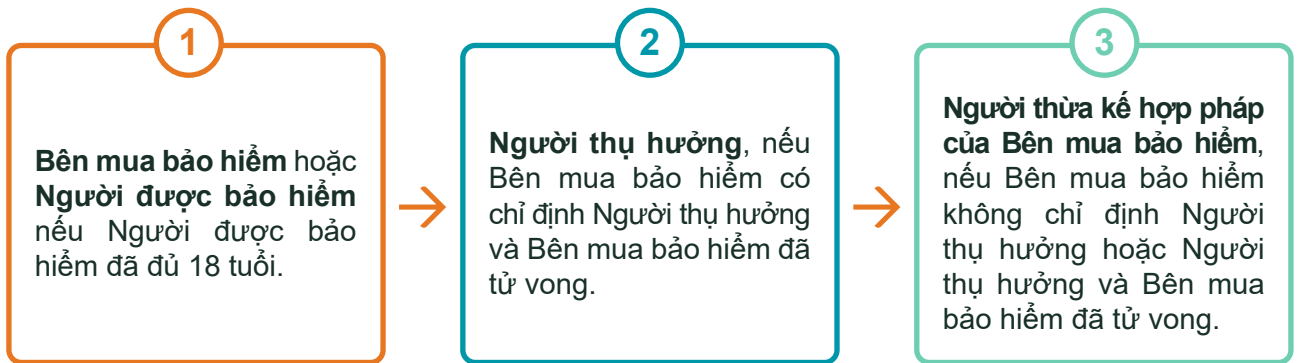 1
Bên mua bảo hiểm hoặc
Người được bảo hiểm
nếu Người được bảo
hiểm đã đủ 18 tuổi.
2
Người thụ hưởng, nếu
Bên mua bảo hiểm có
chỉ định Người thụ hưởng
và Bên mua bảo hiểm đã
tử vong.
3
Người thừa kế hợp pháp
của Bên mua bảo hiểm,
nếu Bên mua bảo hiểm
không chỉ định Người
thụ hưởng hoặc Người
thụ hưởng và Bên mua
bảo hiểm đã tử vong.